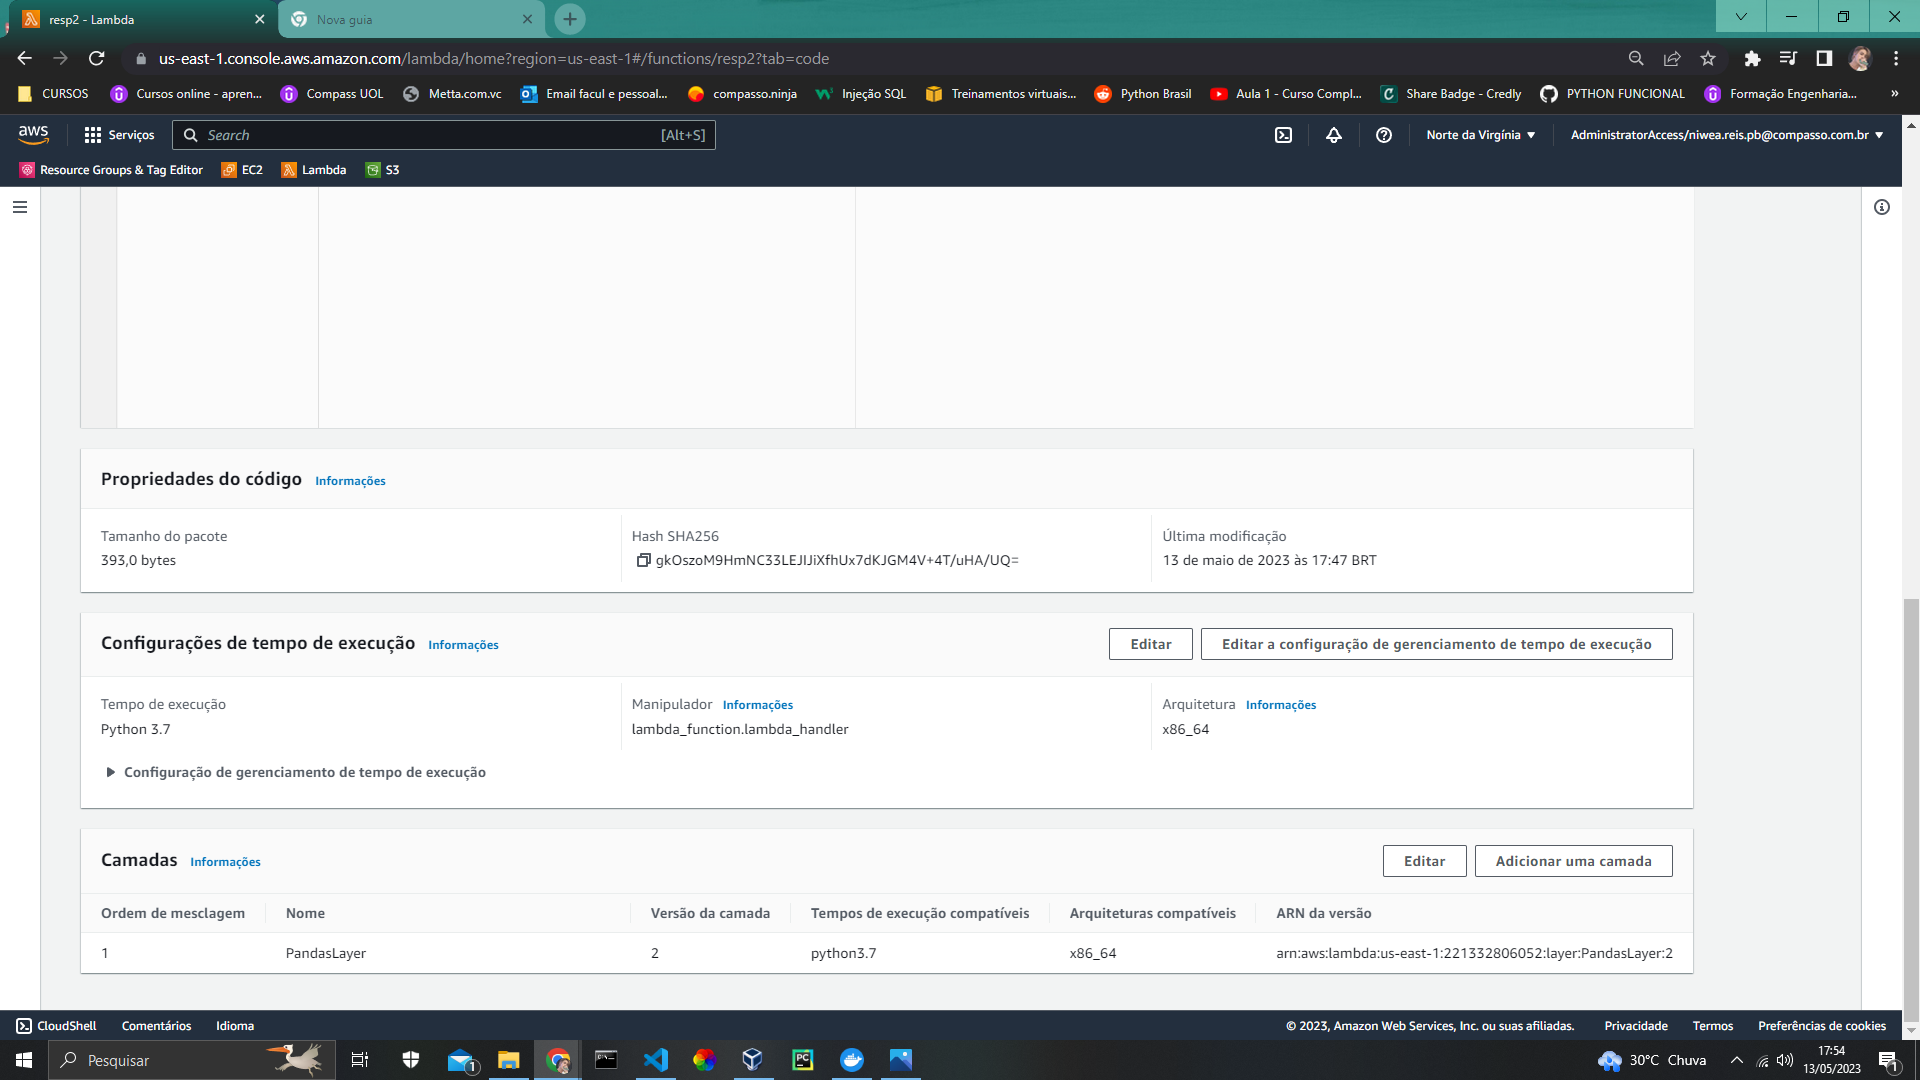 resp2 - Lambda
Nova guia
us-east-1.console.aws.amazon.com/lambda/home?region=us-east-1#/functions/resp2?tab=code
CURSOS
Cursos online - apren...
Compass UOL
Metta.com.vc
Email facul e pessoal...
compasso.ninja
Injeção SQL
Treinamentos virtuais...
Python Brasil
Aula 1 - Curso Compl...
Share Badge - Credly
PYTHON FUNCIONAL
Formação Engenharia...
»
aws
Serviços
Search
[Alt+S]
Norte da Virgínia
AdministratorAccess/niwea.reis.pb@compasso.com.br
Resource Groups & Tag Editor
EC2
Lambda
S3
Propriedades do código Informações
Tamanho do pacote
393,0 bytes
Hash SHA256
gkOszoM9HmNC33LEJIJiXfhUx7dKJGM4V+4T/uHA/UQ=
Última modificação
13 de maio de 2023 às 17:47 BRT
Configurações de tempo de execução Informações
Editar
Editar a configuração de gerenciamento de tempo de execução
Tempo de execução
Python 3.7
Manipulador Informações
lambda_function.lambda_handler
Arquitetura Informações
x86_64
Configuração de gerenciamento de tempo de execução
Camadas Informações
Editar
Adicionar uma camada
Ordem de mesclagem Nome Versão da camada Tempos de execução compatíveis Arquiteturas compatíveis ARN da versão
1 PandasLayer 2 python3.7 x86_64 arn:aws:lambda:us-east-1:221332806052:layer:PandasLayer:2
CloudShell
Comentários
Idioma
© 2023, Amazon Web Services, Inc. ou suas afiliadas.
Privacidade
Termos
Preferências de cookies
Pesquisar
1
PC
30°C Chuva
17:54
13/05/2023
1